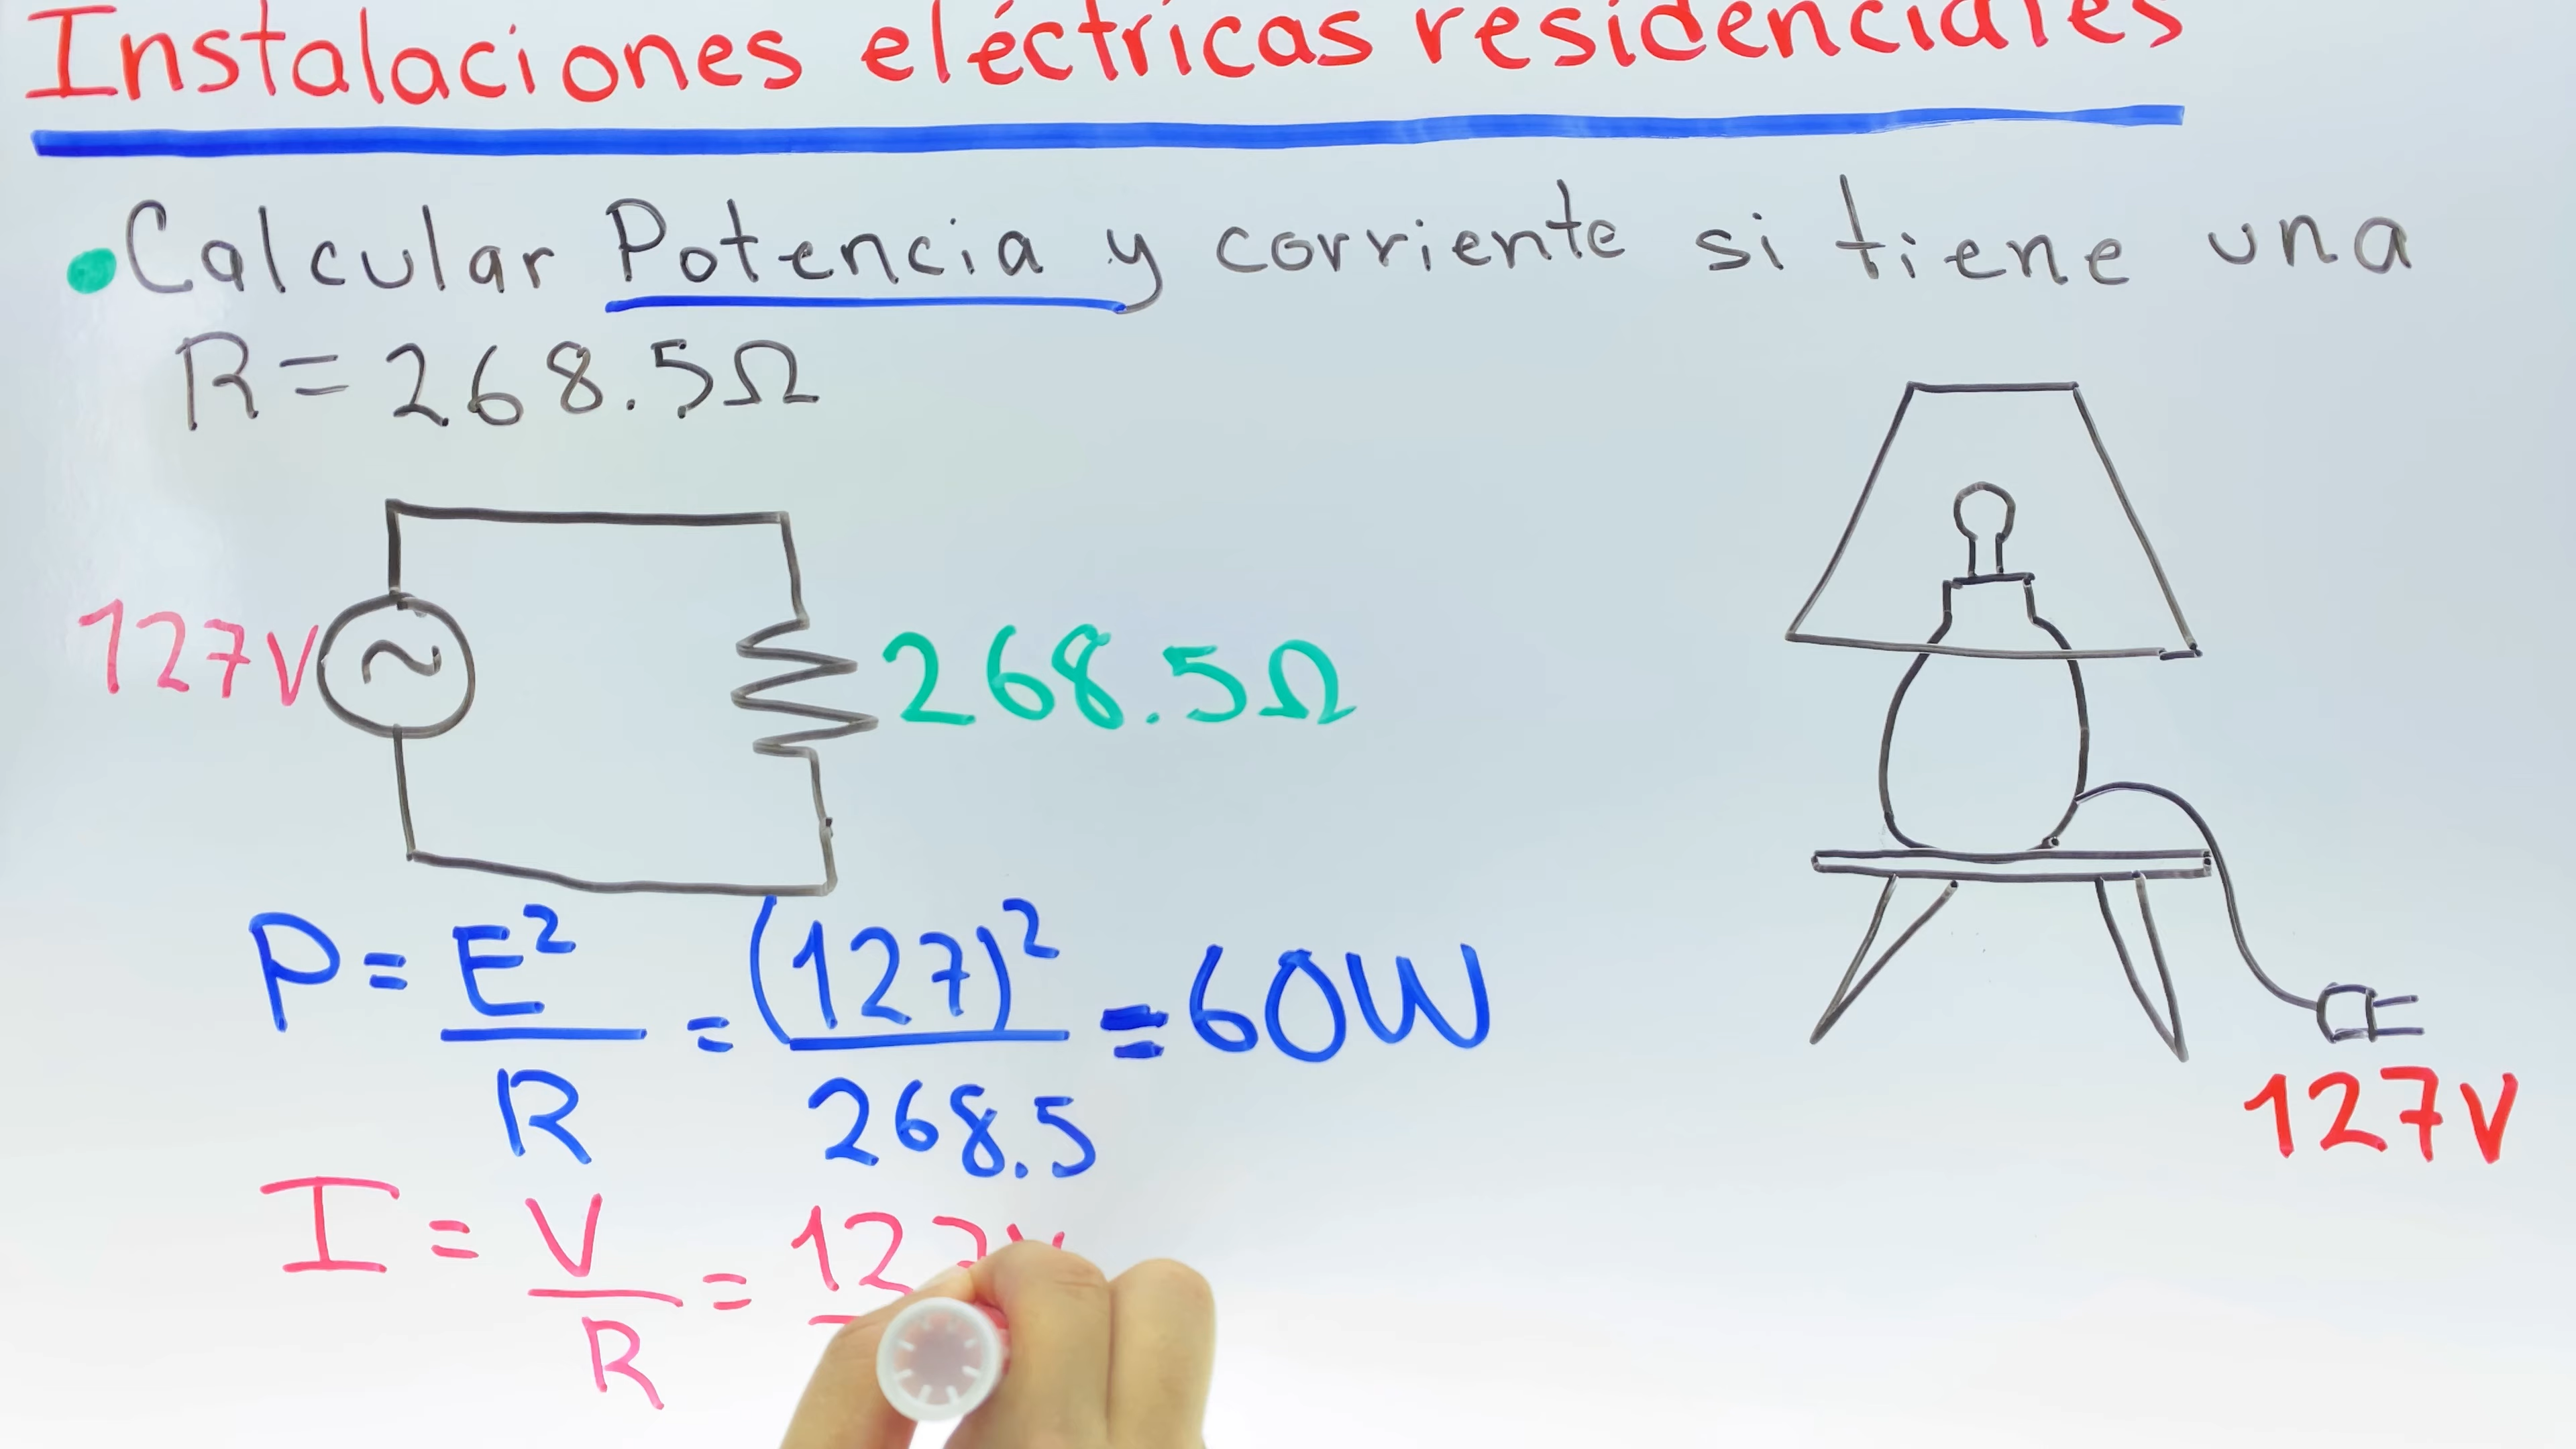 Instalaciones eléctricas residenciales
•Calcular Potencia y corriente si tiene una
R=268.5Ω
127V
268.5Ω
P = E² / R = (127)² / 268.5 = 60W
127V
I = V / R = 127V